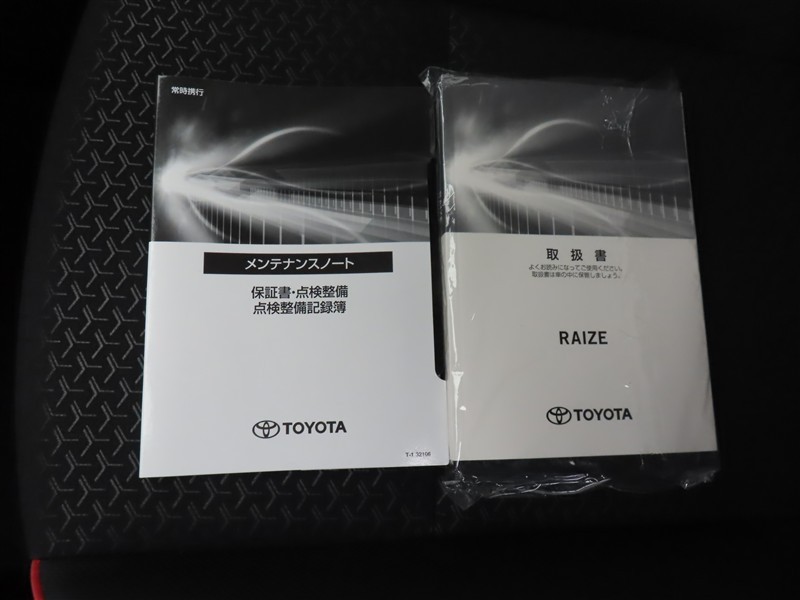 常時携行
メンテナンスノート
保証書・点検整備
点検整備記録簿
TOYOTA
取扱書
よくお読みになってご使用ください。
取扱書は車の中に保管しましょう。
RAIZE
TOYOTA